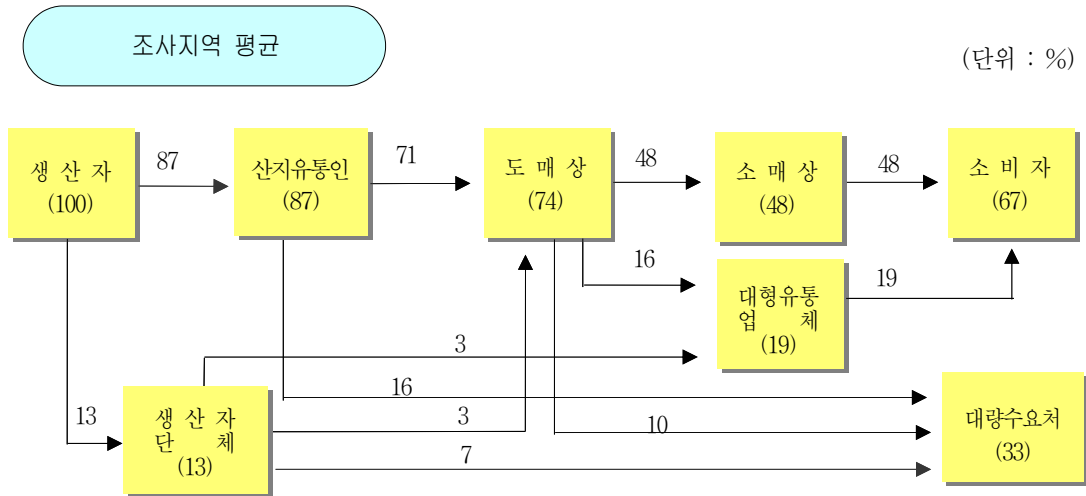 조사지역 평균
(단위 : %)
생 산 자
(100)
87
산지유통인
(87)
71
도 매 상
(74)
48
소 매 상
(48)
48
소 비 자
(67)
16
대형유통
업 체
(19)
19
3
16
13
생 산 자
단 체
(13)
3
10
7
대량수요처
(33)